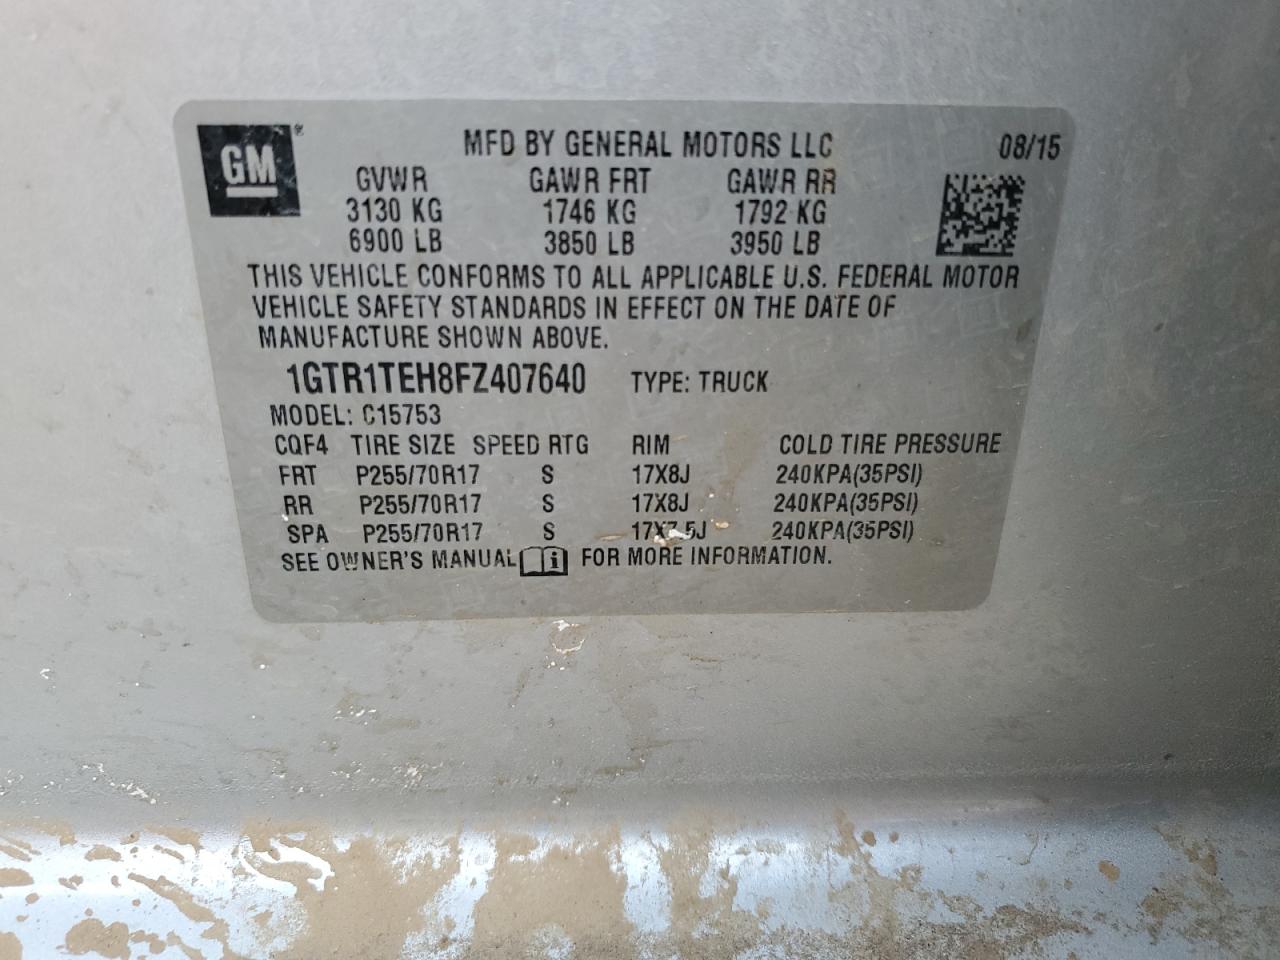 GM ® MFD BY GENERAL MOTORS LLC 08/15
GVWR GAWR FRT GAWR RR
3130 KG 1746 KG 1792 KG
6900 LB 3850 LB 3950 LB
THIS VEHICLE CONFORMS TO ALL APPLICABLE U.S. FEDERAL MOTOR
VEHICLE SAFETY STANDARDS IN EFFECT ON THE DATE OF
MANUFACTURE SHOWN ABOVE.
1GTR1TEH8FZ407640 TYPE: TRUCK
MODEL: C15753
CQF4 TIRE SIZE SPEED RTG RIM COLD TIRE PRESSURE
FRT P255/70R17 S 17X8J 240KPA(35PSI)
RR P255/70R17 S 17X8J 240KPA(35PSI)
SPA P255/70R17 S 17X7.5J 240KPA(35PSI)
SEE OWNER'S MANUAL i FOR MORE INFORMATION.